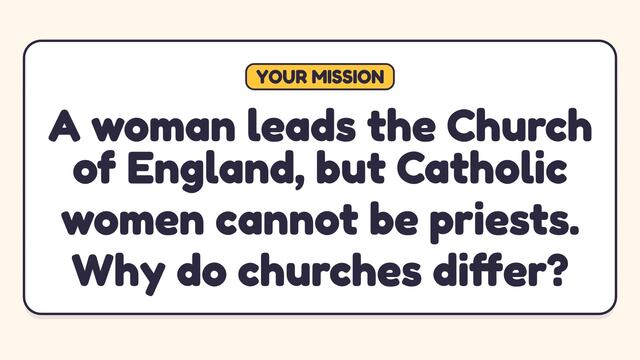 YOUR MISSION
A woman leads the Church
of England, but Catholic
women cannot be priests.
Why do churches differ?